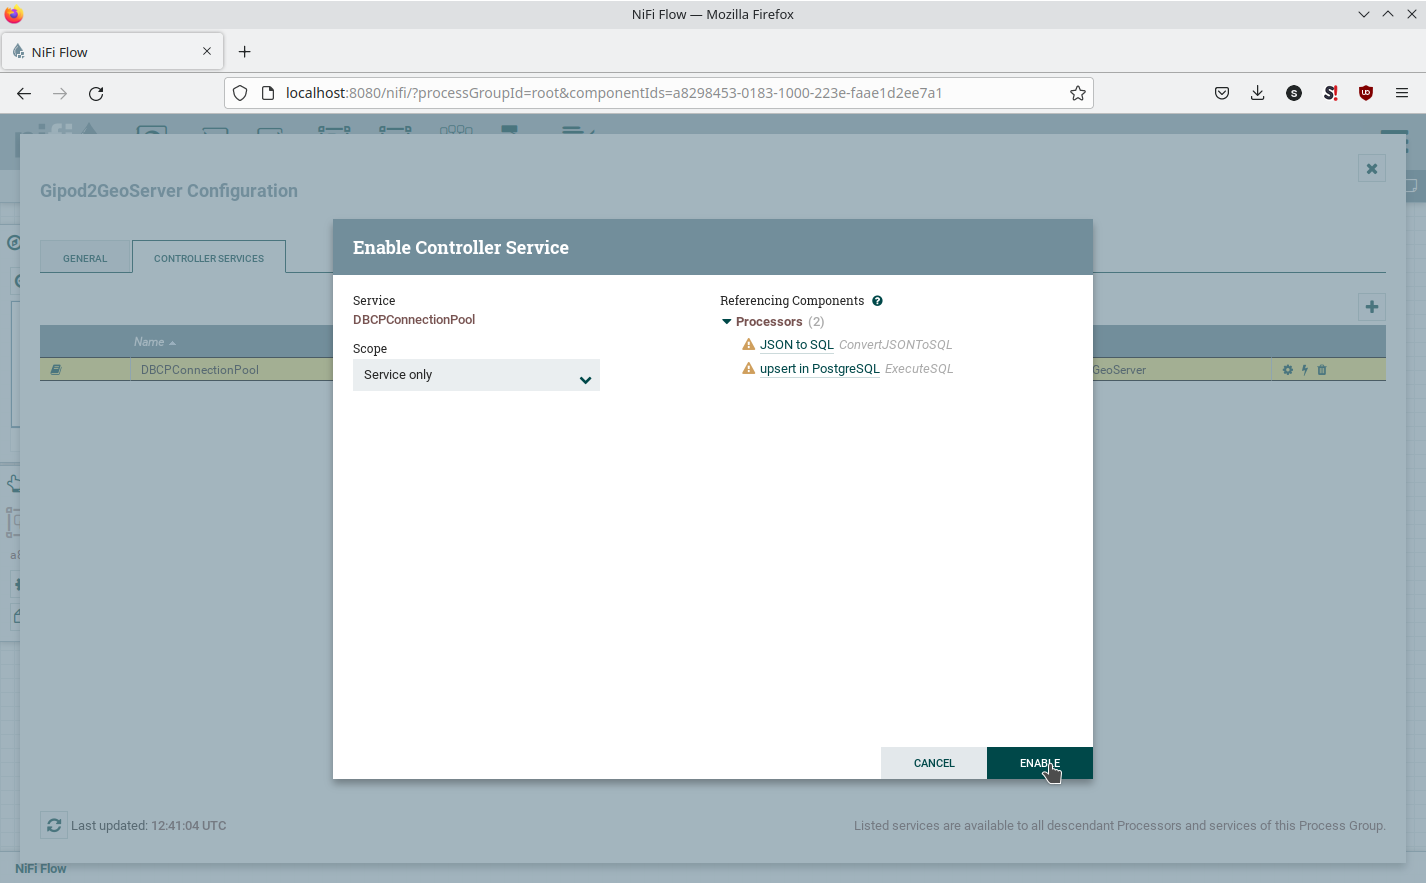 NiFi Flow — Mozilla Firefox
NiFi Flow
localhost:8080/nifi/?processGroupId=root&componentIds=a8298453-0183-1000-223e-faae1d2ee7a1
Gipod2GeoServer Configuration
GENERAL
CONTROLLER SERVICES
Enable Controller Service
Service
DBCPConnectionPool
Scope
Service only
Referencing Components
Processors (2)
JSON to SQL ConvertJSONToSQL
upsert in PostgreSQL ExecuteSQL
Name
DBCPConnectionPool
GeoServer
CANCEL
ENABLE
Last updated: 12:41:04 UTC
Listed services are available to all descendant Processors and services of this Process Group.
NiFi Flow